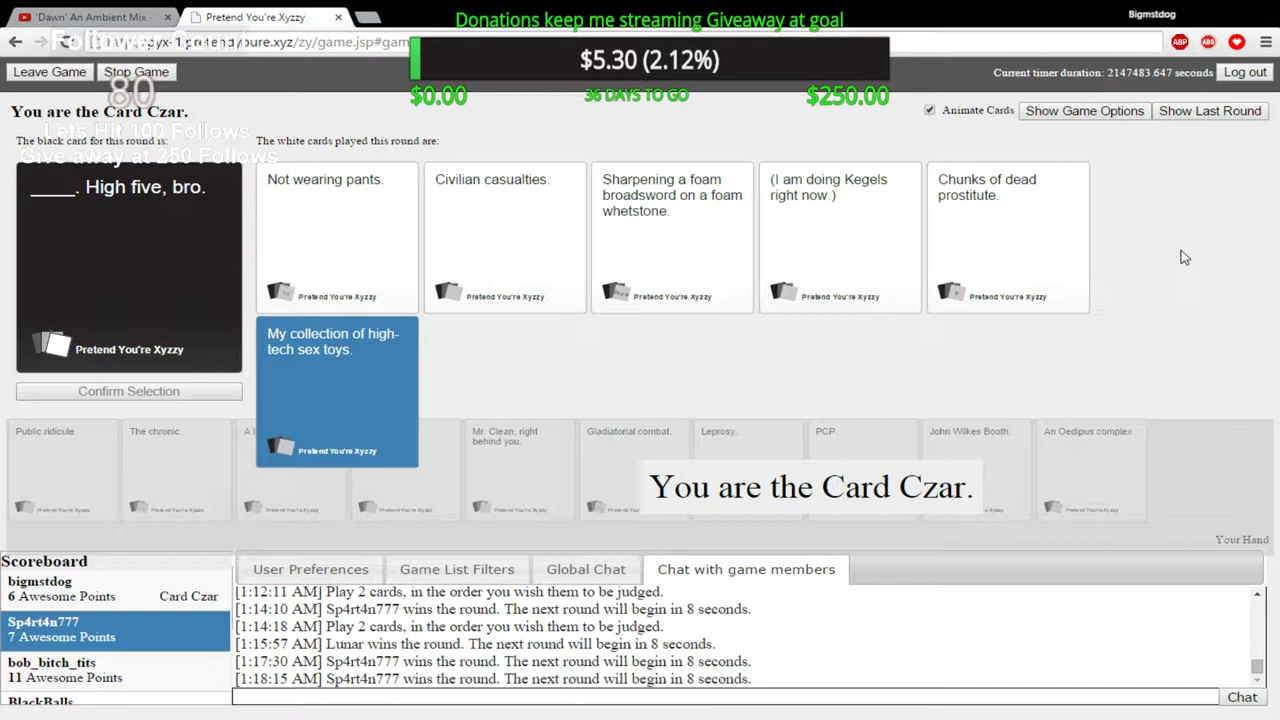 'Dawn' An Ambient Mix -
Pretend You're Xyzzy
Donations keep me streaming Giveaway at goal
Bigmstdog
$5.30 (2.12%)
$0.00
36 DAYS TO GO
$250.00
Leave Game
Stop Game
Current timer duration: 2147483.647 seconds
Log out
80
Lets Hit 100 Follows
Give away at 250 Follows
You are the Card Czar.
Animate Cards
Show Game Options
Show Last Round
The black card for this round is:
The white cards played this round are:
_____. High five, bro.
Pretend You're Xyzzy
Confirm Selection
Not wearing pants.
Pretend You're Xyzzy
Civilian casualties.
Pretend You're Xyzzy
Sharpening a foam
broadsword on a foam
whetstone.
Pretend You're Xyzzy
(I am doing Kegels
right now.)
Pretend You're Xyzzy
Chunks of dead
prostitute.
Pretend You're Xyzzy
My collection of high-
tech sex toys.
Pretend You're Xyzzy
Public ridicule
The chronic.
Mr. Clean, right
behind you.
Gladiatorial combat.
Leprosy.
PCP.
John Wilkes Booth.
An Oedipus complex.
You are the Card Czar.
Your Hand
Scoreboard
bigmstdog
6 Awesome Points
Card Czar
Sp4rt4n777
7 Awesome Points
bob_bitch_tits
11 Awesome Points
BlackBalls
User Preferences
Game List Filters
Global Chat
Chat with game members
[1:12:11 AM] Play 2 cards, in the order you wish them to be judged.
[1:14:10 AM] Sp4rt4n777 wins the round. The next round will begin in 8 seconds.
[1:14:18 AM] Play 2 cards, in the order you wish them to be judged.
[1:15:57 AM] Lunar wins the round. The next round will begin in 8 seconds.
[1:17:30 AM] Sp4rt4n777 wins the round. The next round will begin in 8 seconds.
[1:18:15 AM] Sp4rt4n777 wins the round. The next round will begin in 8 seconds.
Chat